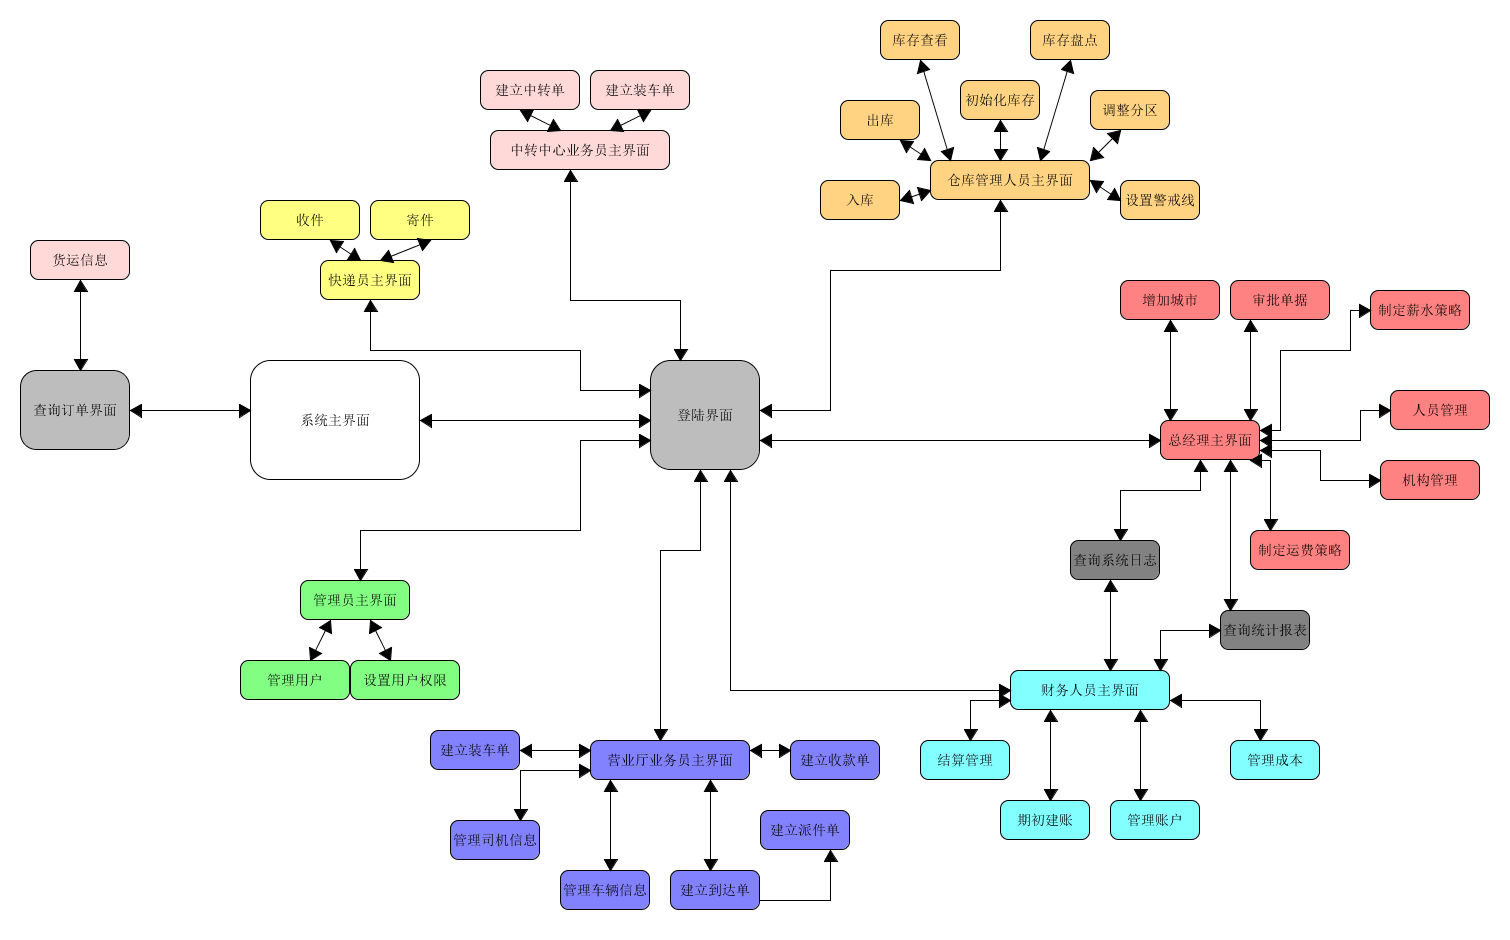 库存查看
库存盘点
建立中转单
建立装车单
初始化库存
调整分区
出库
中转中心业务员主界面
仓库管理人员主界面
入库
设置警戒线
收件
寄件
货运信息
快递员主界面
增加城市
审批单据
制定薪水策略
查询订单界面
系统主界面
登陆界面
人员管理
总经理主界面
机构管理
制定运费策略
查询系统日志
管理员主界面
查询统计报表
管理用户
设置用户权限
财务人员主界面
建立装车单
营业厅业务员主界面
建立收款单
结算管理
管理成本
管理司机信息
建立派件单
期初建账
管理账户
管理车辆信息
建立到达单